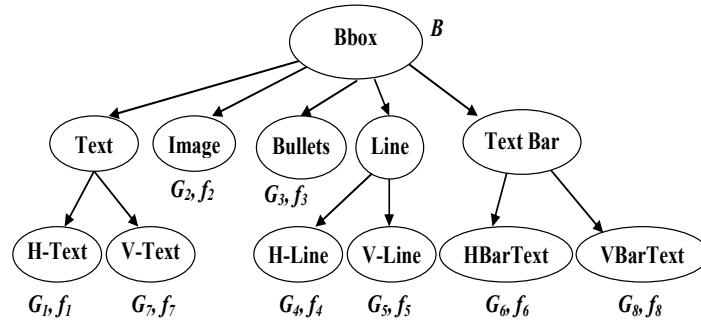 Bbox B
Text Image Bullets Line Text Bar
G2, f2 G3, f3
H-Text V-Text H-Line V-Line HBarText VBarText
G1, f1 G7, f7 G4, f4 G5, f5 G6, f6 G8, f8